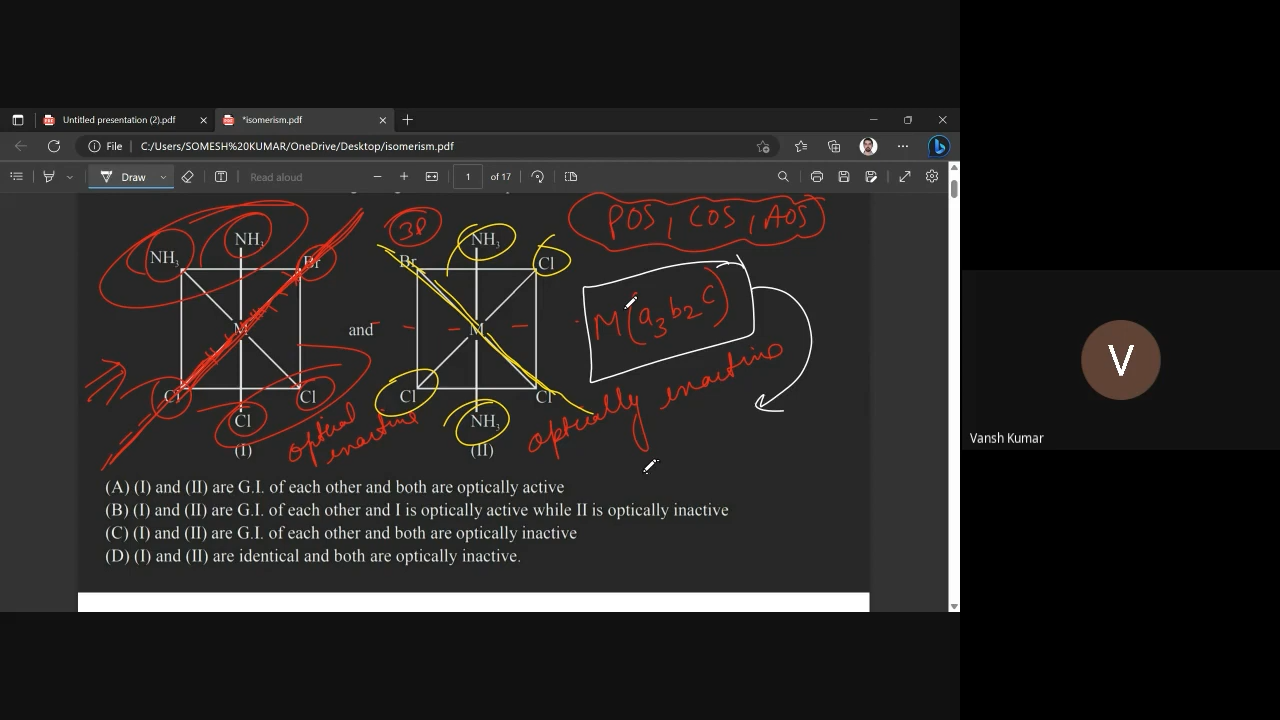 Untitled presentation (2).pdf
*isomerism.pdf
File
C:/Users/SOMESH%20KUMAR/OneDrive/Desktop/isomerism.pdf
Draw
Read aloud
1
of 17
NH3
NH3
Br
M
Cl
Cl
Cl
(I)
optical
inactive
and
3P
Br
NH3
Cl
M
Cl
Cl
NH3
(II)
POS, COS, AOS
M(a3b2c)
optically inactive
(A) (I) and (II) are G.I. of each other and both are optically active
(B) (I) and (II) are G.I. of each other and I is optically active while II is optically inactive
(C) (I) and (II) are G.I. of each other and both are optically inactive
(D) (I) and (II) are identical and both are optically inactive.
V
Vansh Kumar